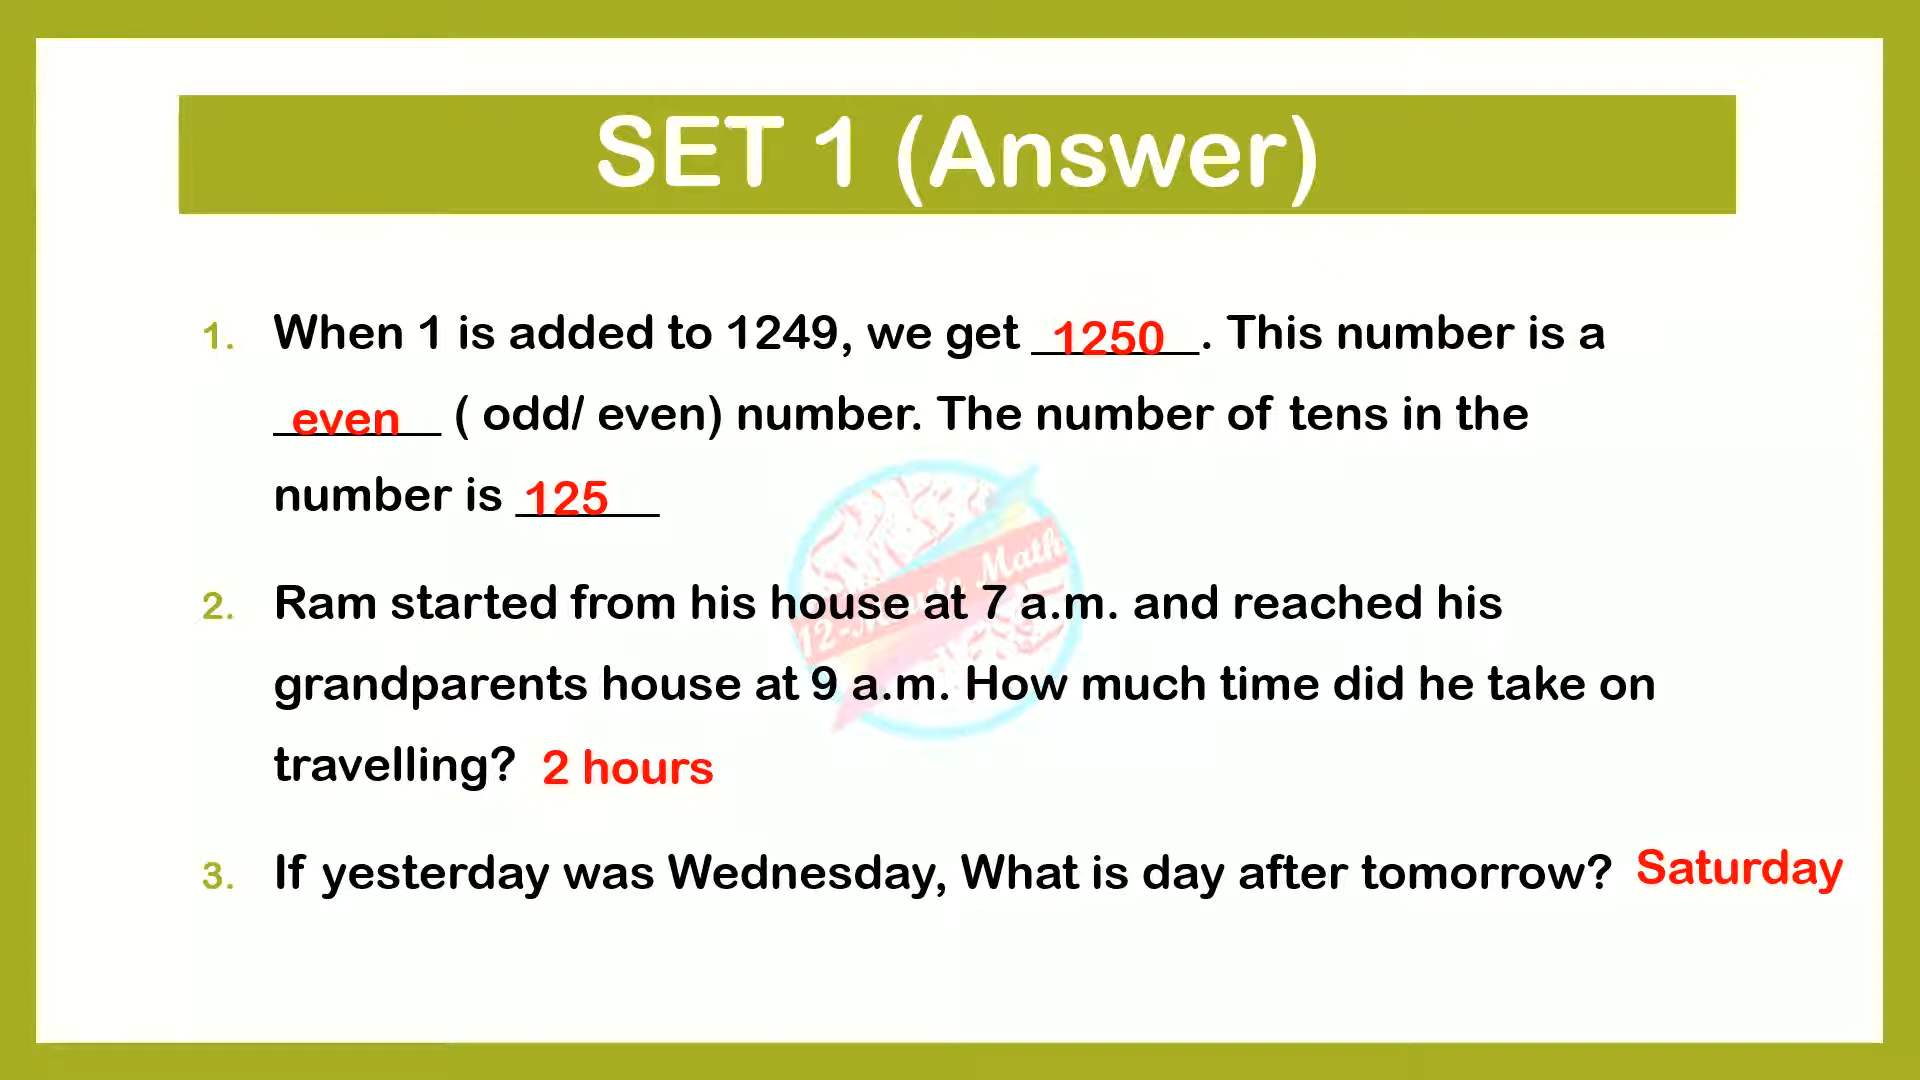 SET 1 (Answer)
1. When 1 is added to 1249, we get 1250. This number is a
even ( odd/ even) number. The number of tens in the
number is 125
12-Minute Math
2. Ram started from his house at 7 a.m. and reached his
grandparents house at 9 a.m. How much time did he take on
travelling? 2 hours
3. If yesterday was Wednesday, What is day after tomorrow? Saturday